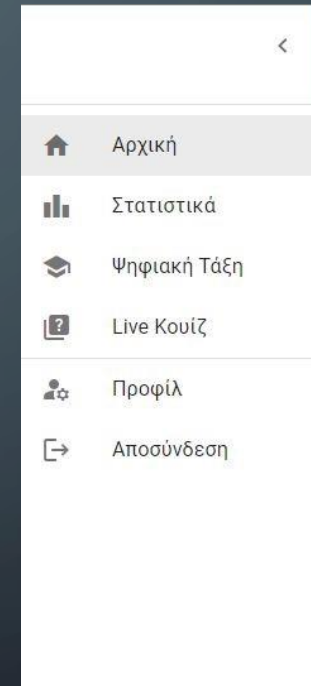 Αρχική
Στατιστικά
Ψηφιακή Τάξη
Live Κουίζ
Προφίλ
Αποσύνδεση